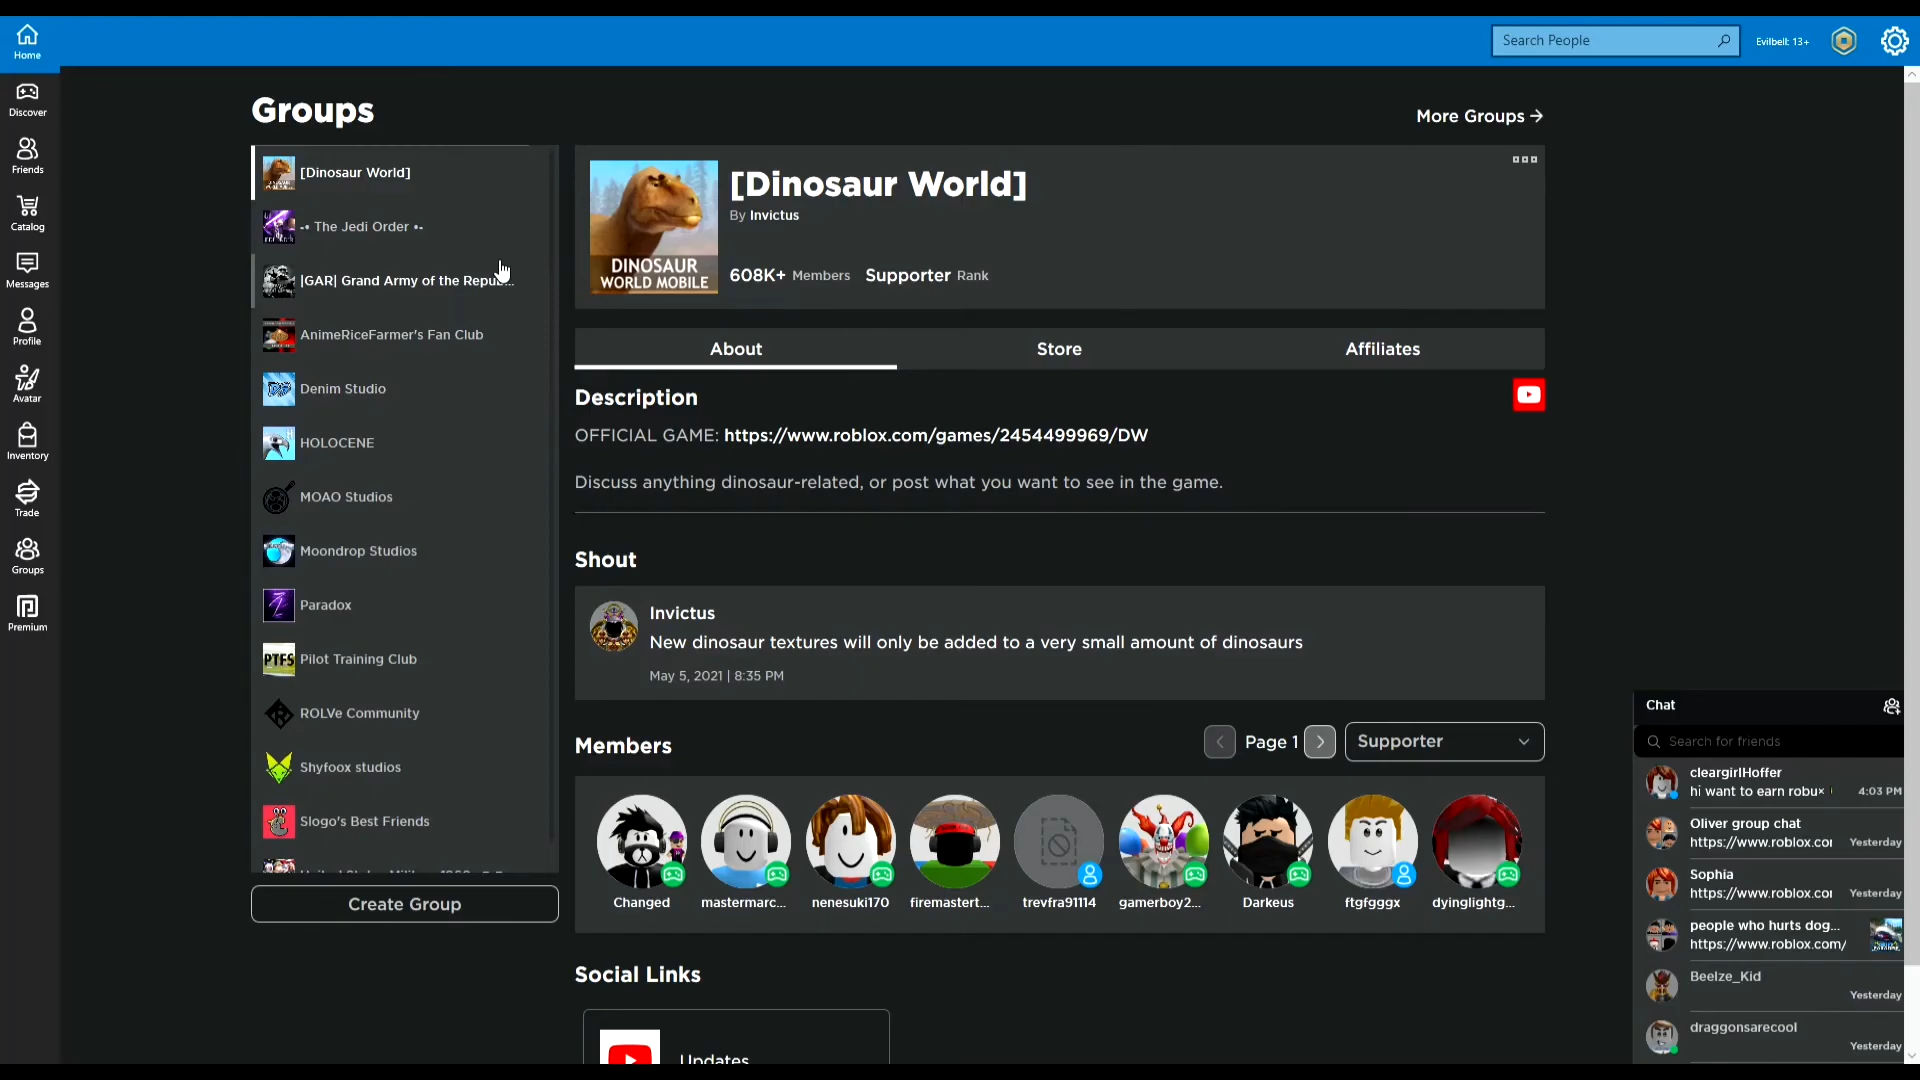 Home
Search People
Evilbell: 13+
Discover
Friends
Catalog
Messages
Profile
Avatar
Inventory
Trade
Groups
Premium
Groups
More Groups →
[Dinosaur World]
-• The Jedi Order •-
|GAR| Grand Army of the Repub...
AnimeRiceFarmer's Fan Club
Denim Studio
HOLOCENE
MOAO Studios
Moondrop Studios
Paradox
PTFS
Pilot Training Club
ROLVe Community
Shyfoox studios
Slogo's Best Friends
Create Group
DINOSAUR
WORLD MOBILE
[Dinosaur World]
By Invictus
608K+ Members Supporter Rank
About
Store
Affiliates
Description
OFFICIAL GAME: https://www.roblox.com/games/2454499969/DW
Discuss anything dinosaur-related, or post what you want to see in the game.
Shout
Invictus
New dinosaur textures will only be added to a very small amount of dinosaurs
May 5, 2021 | 8:35 PM
Members
Page 1
Supporter
Changed
mastermarc...
nenesuki170
firemastert...
trevfra91114
gamerboy2...
Darkeus
ftgfgggx
dyinglightg...
Social Links
Updates
Chat
Search for friends
cleargirlHoffer
hi want to earn robu×
4:03 PM
Oliver group chat
https://www.roblox.co
Yesterday
Sophia
https://www.roblox.co
Yesterday
people who hurts dog...
https://www.roblox.com/
Beelze_Kid
Yesterday
draggonsarecool
Yesterday